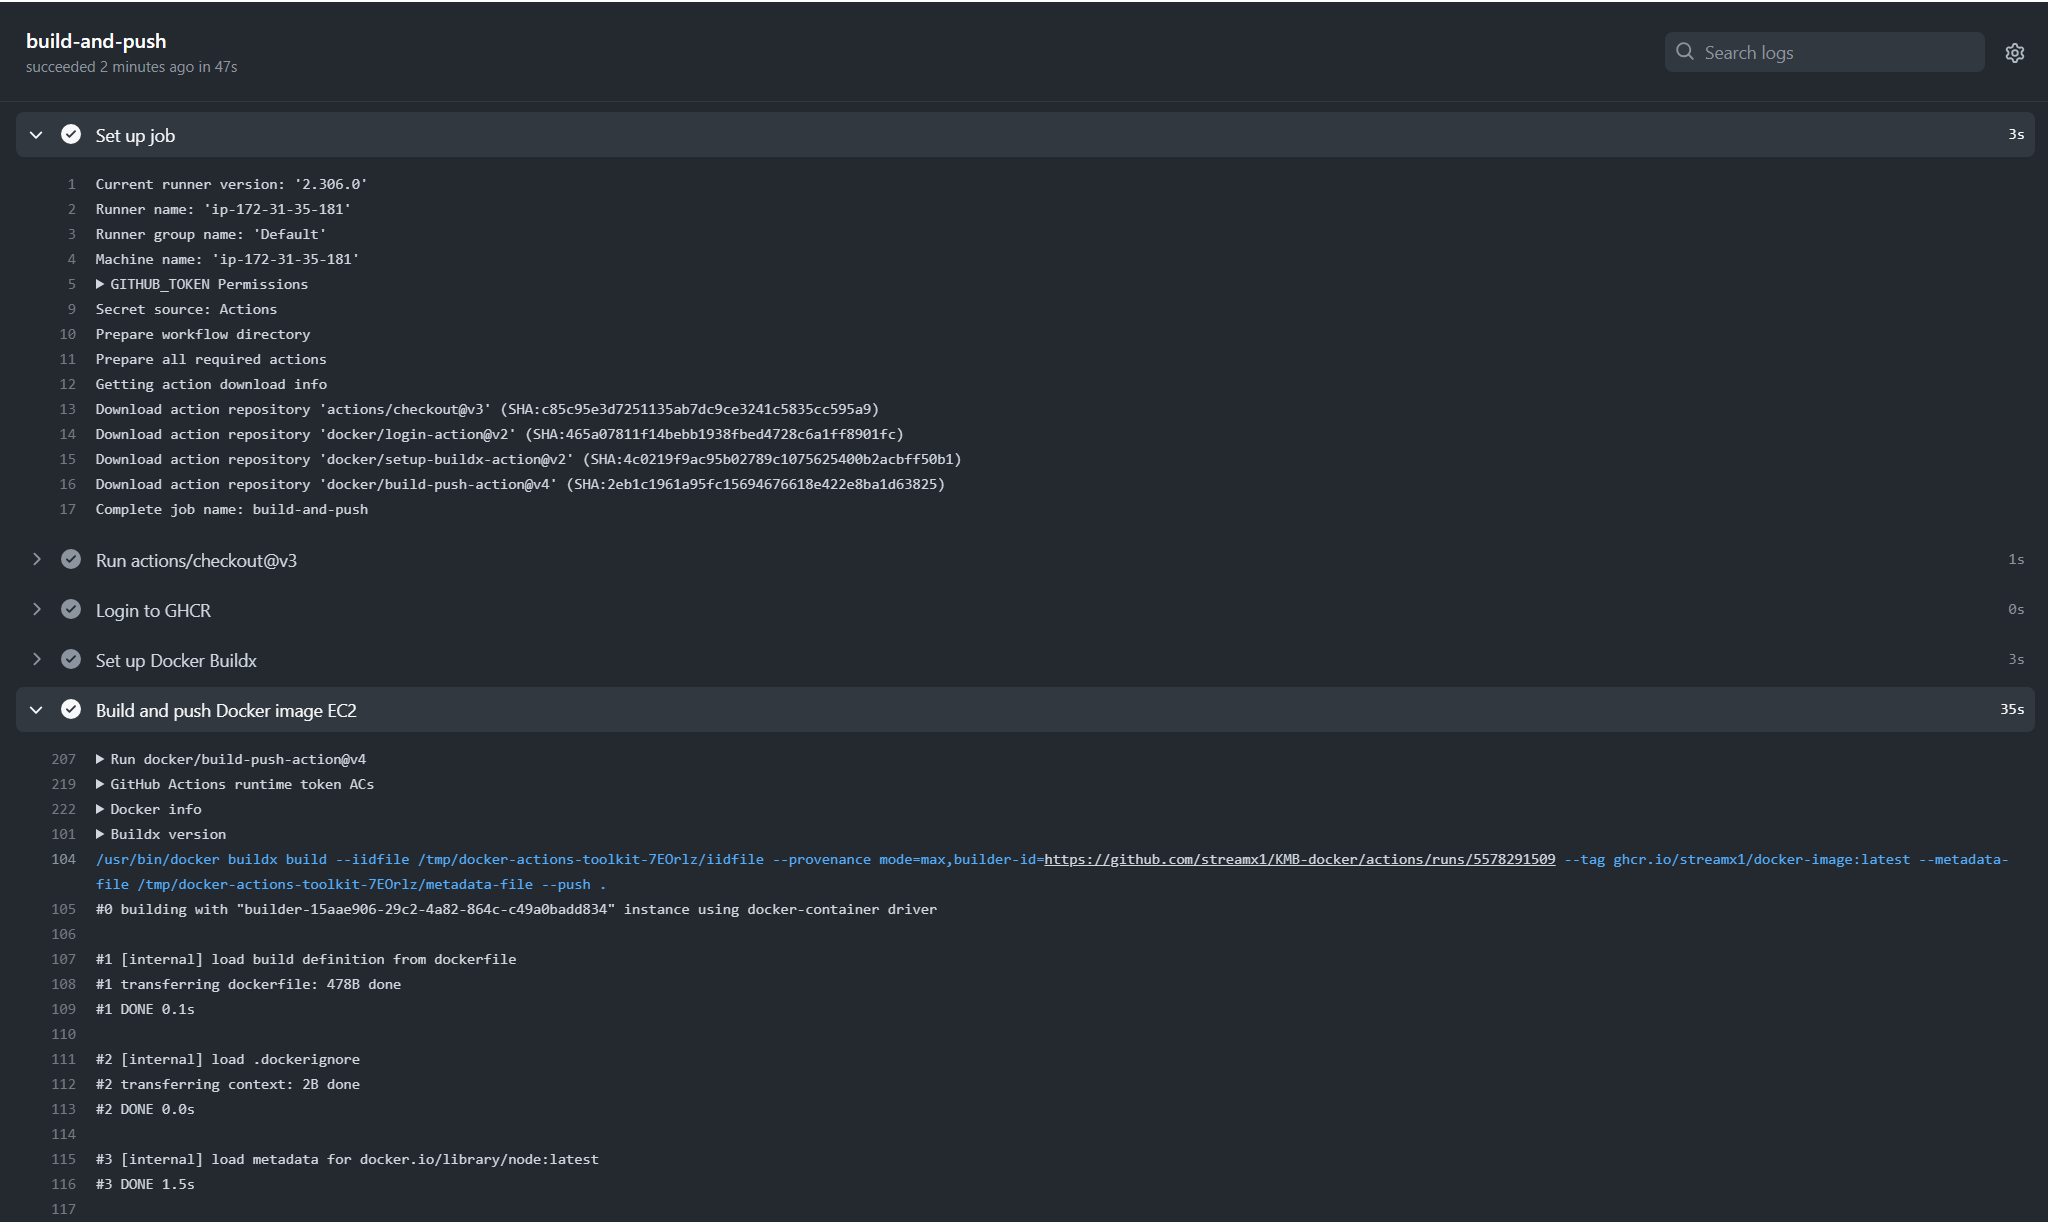 build-and-push
succeeded 2 minutes ago in 47s
Search logs
Set up job
3s
1 Current runner version: '2.306.0'
2 Runner name: 'ip-172-31-35-181'
3 Runner group name: 'Default'
4 Machine name: 'ip-172-31-35-181'
5 GITHUB_TOKEN Permissions
9 Secret source: Actions
10 Prepare workflow directory
11 Prepare all required actions
12 Getting action download info
13 Download action repository 'actions/checkout@v3' (SHA:c85c95e3d7251135ab7dc9ce3241c5835cc595a9)
14 Download action repository 'docker/login-action@v2' (SHA:465a07811f14bebb1938fbed4728c6a1ff8901fc)
15 Download action repository 'docker/setup-buildx-action@v2' (SHA:4c0219f9ac95b02789c1075625400b2acbff50b1)
16 Download action repository 'docker/build-push-action@v4' (SHA:2eb1c1961a95fc15694676618e422e8ba1d63825)
17 Complete job name: build-and-push
Run actions/checkout@v3
1s
Login to GHCR
0s
Set up Docker Buildx
3s
Build and push Docker image EC2
35s
207 Run docker/build-push-action@v4
219 GitHub Actions runtime token ACs
222 Docker info
101 Buildx version
104 /usr/bin/docker buildx build --iidfile /tmp/docker-actions-toolkit-7EOrlz/iidfile --provenance mode=max,builder-id=https://github.com/streamx1/KMB-docker/actions/runs/5578291509 --tag ghcr.io/streamx1/docker-image:latest --metadata-
file /tmp/docker-actions-toolkit-7EOrlz/metadata-file --push .
105 #0 building with "builder-15aae906-29c2-4a82-864c-c49a0badd834" instance using docker-container driver
106
107 #1 [internal] load build definition from dockerfile
108 #1 transferring dockerfile: 478B done
109 #1 DONE 0.1s
110
111 #2 [internal] load .dockerignore
112 #2 transferring context: 2B done
113 #2 DONE 0.0s
114
115 #3 [internal] load metadata for docker.io/library/node:latest
116 #3 DONE 1.5s
117